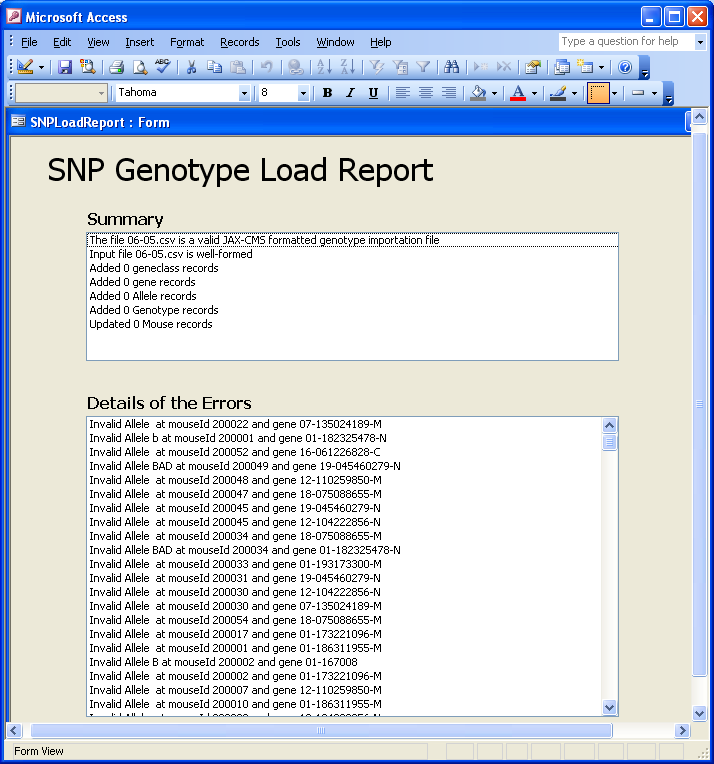 Microsoft Access
File Edit View Insert Format Records Tools Window Help Type a question for help
Tahoma 8 B I U A
SNPLoadReport : Form
SNP Genotype Load Report
Summary
The file 06-05.csv is a valid JAX-CMS formatted genotype importation file
Input file 06-05.csv is well-formed
Added 0 geneclass records
Added 0 gene records
Added 0 Allele records
Added 0 Genotype records
Updated 0 Mouse records
Details of the Errors
Invalid Allele  at mouseId 200022 and gene 07-135024189-M
Invalid Allele b at mouseId 200001 and gene 01-182325478-N
Invalid Allele  at mouseId 200052 and gene 16-061226828-C
Invalid Allele BAD at mouseId 200049 and gene 19-045460279-N
Invalid Allele  at mouseId 200048 and gene 12-110259850-M
Invalid Allele  at mouseId 200047 and gene 18-075088655-M
Invalid Allele  at mouseId 200045 and gene 19-045460279-N
Invalid Allele  at mouseId 200045 and gene 12-104222856-N
Invalid Allele  at mouseId 200034 and gene 18-075088655-M
Invalid Allele BAD at mouseId 200034 and gene 01-182325478-N
Invalid Allele  at mouseId 200033 and gene 01-193173300-M
Invalid Allele  at mouseId 200031 and gene 19-045460279-N
Invalid Allele  at mouseId 200030 and gene 12-104222856-N
Invalid Allele  at mouseId 200030 and gene 07-135024189-M
Invalid Allele  at mouseId 200054 and gene 18-075088655-M
Invalid Allele  at mouseId 200017 and gene 01-173221096-M
Invalid Allele  at mouseId 200001 and gene 01-186311955-M
Invalid Allele B at mouseId 200002 and gene 01-167008
Invalid Allele  at mouseId 200002 and gene 01-173221096-M
Invalid Allele  at mouseId 200007 and gene 12-110259850-M
Invalid Allele  at mouseId 200010 and gene 01-186311955-M
Form View